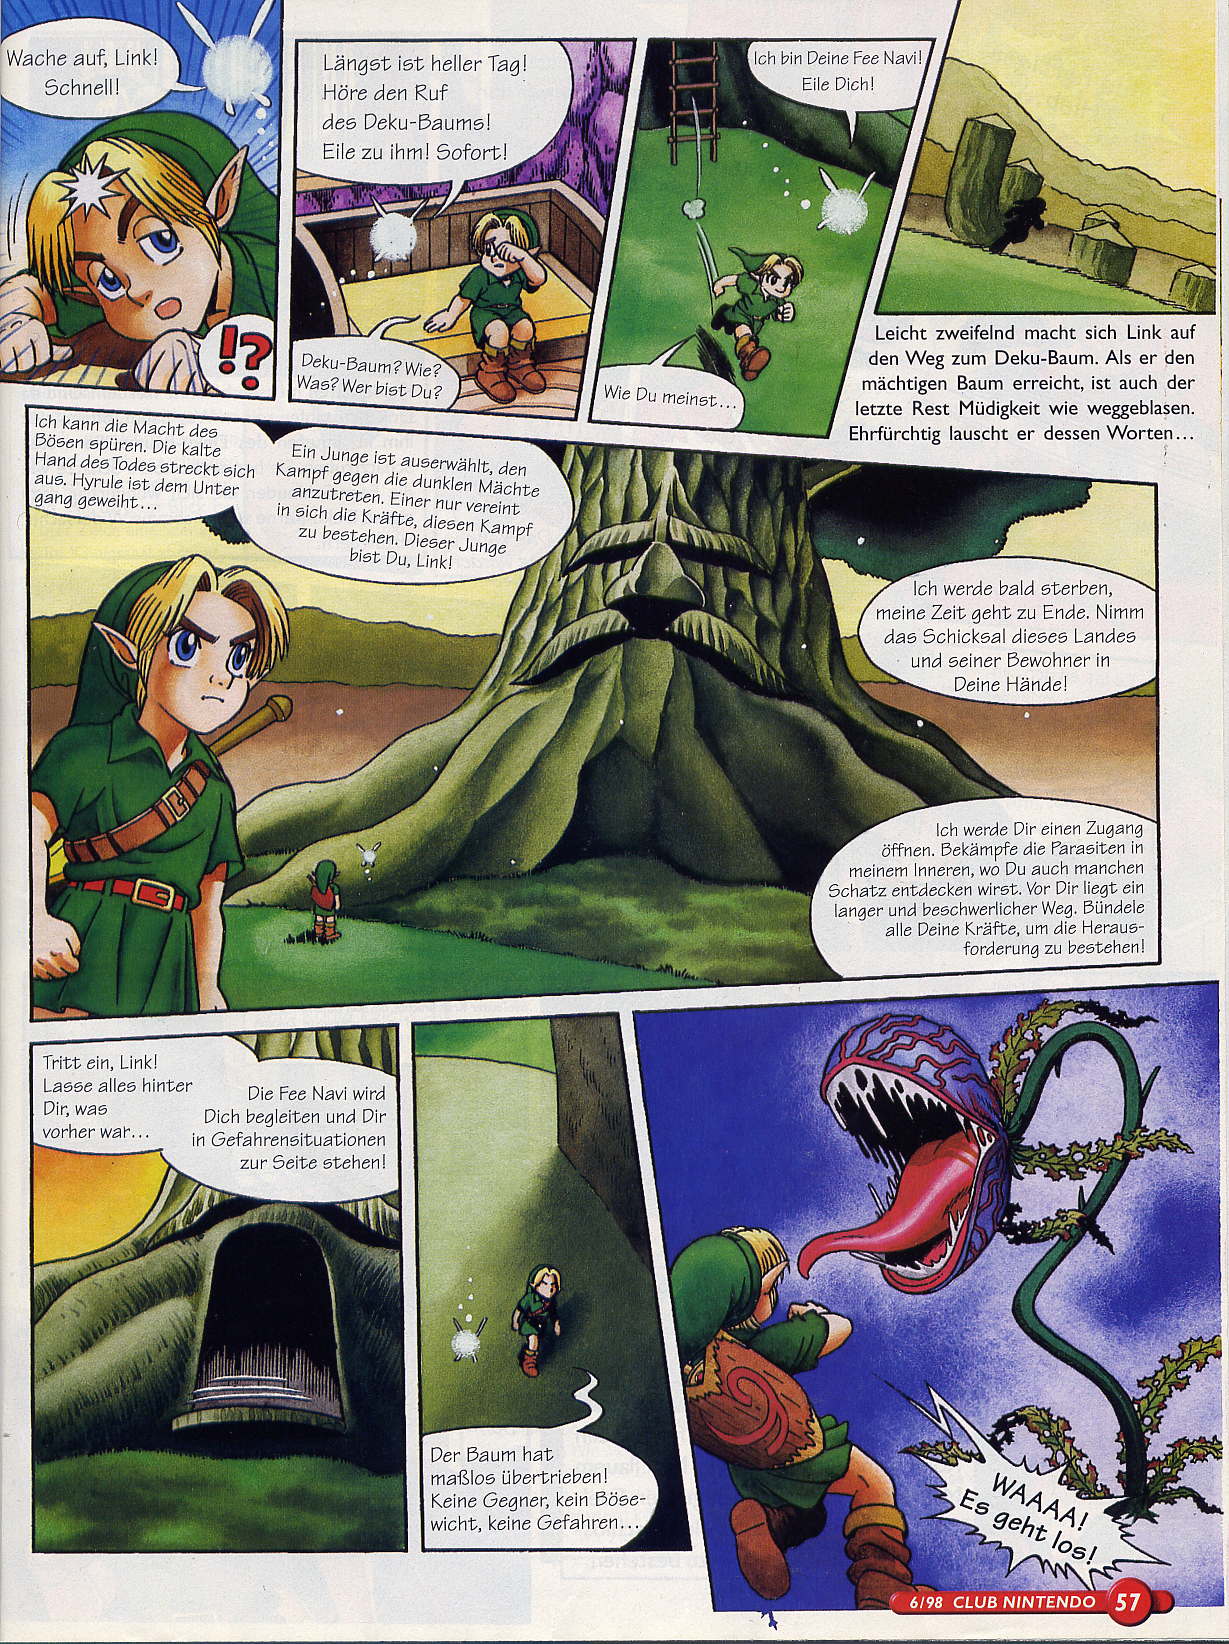 Wache auf, Link!
Schnell!
!?
Längst ist heller Tag!
Höre den Ruf
des Deku-Baums!
Eile zu ihm! Sofort!
Deku-Baum? Wie?
Was? Wer bist Du?
Ich bin Deine Fee Navi!
Eile Dich!
Wie Du meinst...
Leicht zweifelnd macht sich Link auf
den Weg zum Deku-Baum. Als er den
mächtigen Baum erreicht, ist auch der
letzte Rest Müdigkeit wie weggeblasen.
Ehrfürchtig lauscht er dessen Worten...
Ich kann die Macht des
Bösen spüren. Die kalte
Hand des Todes streckt sich
aus. Hyrule ist dem Unter
gang geweiht...
Ein Junge ist auserwählt, den
Kampf gegen die dunklen Mächte
anzutreten. Einer nur vereint
in sich die Kräfte, diesen Kampf
zu bestehen. Dieser Junge
bist Du, Link!
Ich werde bald sterben,
meine Zeit geht zu Ende. Nimm
das Schicksal dieses Landes
und seiner Bewohner in
Deine Hände!
Ich werde Dir einen Zugang
öffnen. Bekämpfe die Parasiten in
meinem Inneren, wo Du auch manchen
Schatz entdecken wirst. Vor Dir liegt ein
langer und beschwerlicher Weg. Bündele
alle Deine Kräfte, um die Heraus-
forderung zu bestehen!
Tritt ein, Link!
Lasse alles hinter
Dir, was
vorher war...
Die Fee Navi wird
Dich begleiten und Dir
in Gefahrensituationen
zur Seite stehen!
Der Baum hat
maßlos übertrieben!
Keine Gegner, kein Böse-
wicht, keine Gefahren...
WAAAA!
Es geht los!
6/98 CLUB NINTENDO 57